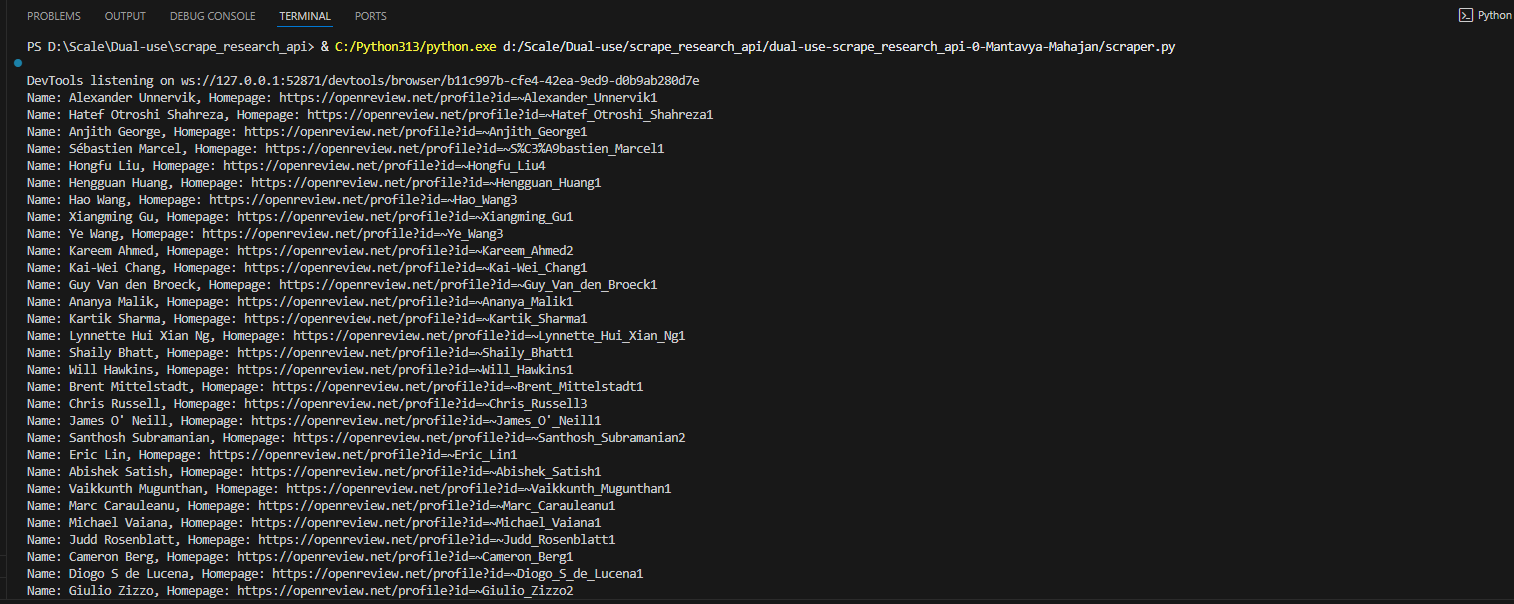 PROBLEMS OUTPUT DEBUG CONSOLE TERMINAL PORTS Python
PS D:\Scale\Dual-use\scrape_research_api> & C:/Python313/python.exe d:/Scale/Dual-use/scrape_research_api/dual-use-scrape_research_api-0-Mantavya-Mahajan/scraper.py
DevTools listening on ws://127.0.0.1:52871/devtools/browser/b11c997b-cfe4-42ea-9ed9-d0b9ab280d7e
Name: Alexander Unnervik, Homepage: https://openreview.net/profile?id=~Alexander_Unnervik1
Name: Hatef Otroshi Shahreza, Homepage: https://openreview.net/profile?id=~Hatef_Otroshi_Shahreza1
Name: Anjith George, Homepage: https://openreview.net/profile?id=~Anjith_George1
Name: Sébastien Marcel, Homepage: https://openreview.net/profile?id=~S%C3%A9bastien_Marcel1
Name: Hongfu Liu, Homepage: https://openreview.net/profile?id=~Hongfu_Liu4
Name: Hengguan Huang, Homepage: https://openreview.net/profile?id=~Hengguan_Huang1
Name: Hao Wang, Homepage: https://openreview.net/profile?id=~Hao_Wang3
Name: Xiangming Gu, Homepage: https://openreview.net/profile?id=~Xiangming_Gu1
Name: Ye Wang, Homepage: https://openreview.net/profile?id=~Ye_Wang3
Name: Kareem Ahmed, Homepage: https://openreview.net/profile?id=~Kareem_Ahmed2
Name: Kai-Wei Chang, Homepage: https://openreview.net/profile?id=~Kai-Wei_Chang1
Name: Guy Van den Broeck, Homepage: https://openreview.net/profile?id=~Guy_Van_den_Broeck1
Name: Ananya Malik, Homepage: https://openreview.net/profile?id=~Ananya_Malik1
Name: Kartik Sharma, Homepage: https://openreview.net/profile?id=~Kartik_Sharma1
Name: Lynnette Hui Xian Ng, Homepage: https://openreview.net/profile?id=~Lynnette_Hui_Xian_Ng1
Name: Shaily Bhatt, Homepage: https://openreview.net/profile?id=~Shaily_Bhatt1
Name: Will Hawkins, Homepage: https://openreview.net/profile?id=~Will_Hawkins1
Name: Brent Mittelstadt, Homepage: https://openreview.net/profile?id=~Brent_Mittelstadt1
Name: Chris Russell, Homepage: https://openreview.net/profile?id=~Chris_Russell3
Name: James O' Neill, Homepage: https://openreview.net/profile?id=~James_O'_Neill1
Name: Santhosh Subramanian, Homepage: https://openreview.net/profile?id=~Santhosh_Subramanian2
Name: Eric Lin, Homepage: https://openreview.net/profile?id=~Eric_Lin1
Name: Abishek Satish, Homepage: https://openreview.net/profile?id=~Abishek_Satish1
Name: Vaikkunth Mugunthan, Homepage: https://openreview.net/profile?id=~Vaikkunth_Mugunthan1
Name: Marc Carauleanu, Homepage: https://openreview.net/profile?id=~Marc_Carauleanu1
Name: Michael Vaiana, Homepage: https://openreview.net/profile?id=~Michael_Vaiana1
Name: Judd Rosenblatt, Homepage: https://openreview.net/profile?id=~Judd_Rosenblatt1
Name: Cameron Berg, Homepage: https://openreview.net/profile?id=~Cameron_Berg1
Name: Diogo S de Lucena, Homepage: https://openreview.net/profile?id=~Diogo_S_de_Lucena1
Name: Giulio Zizzo, Homepage: https://openreview.net/profile?id=~Giulio_Zizzo2